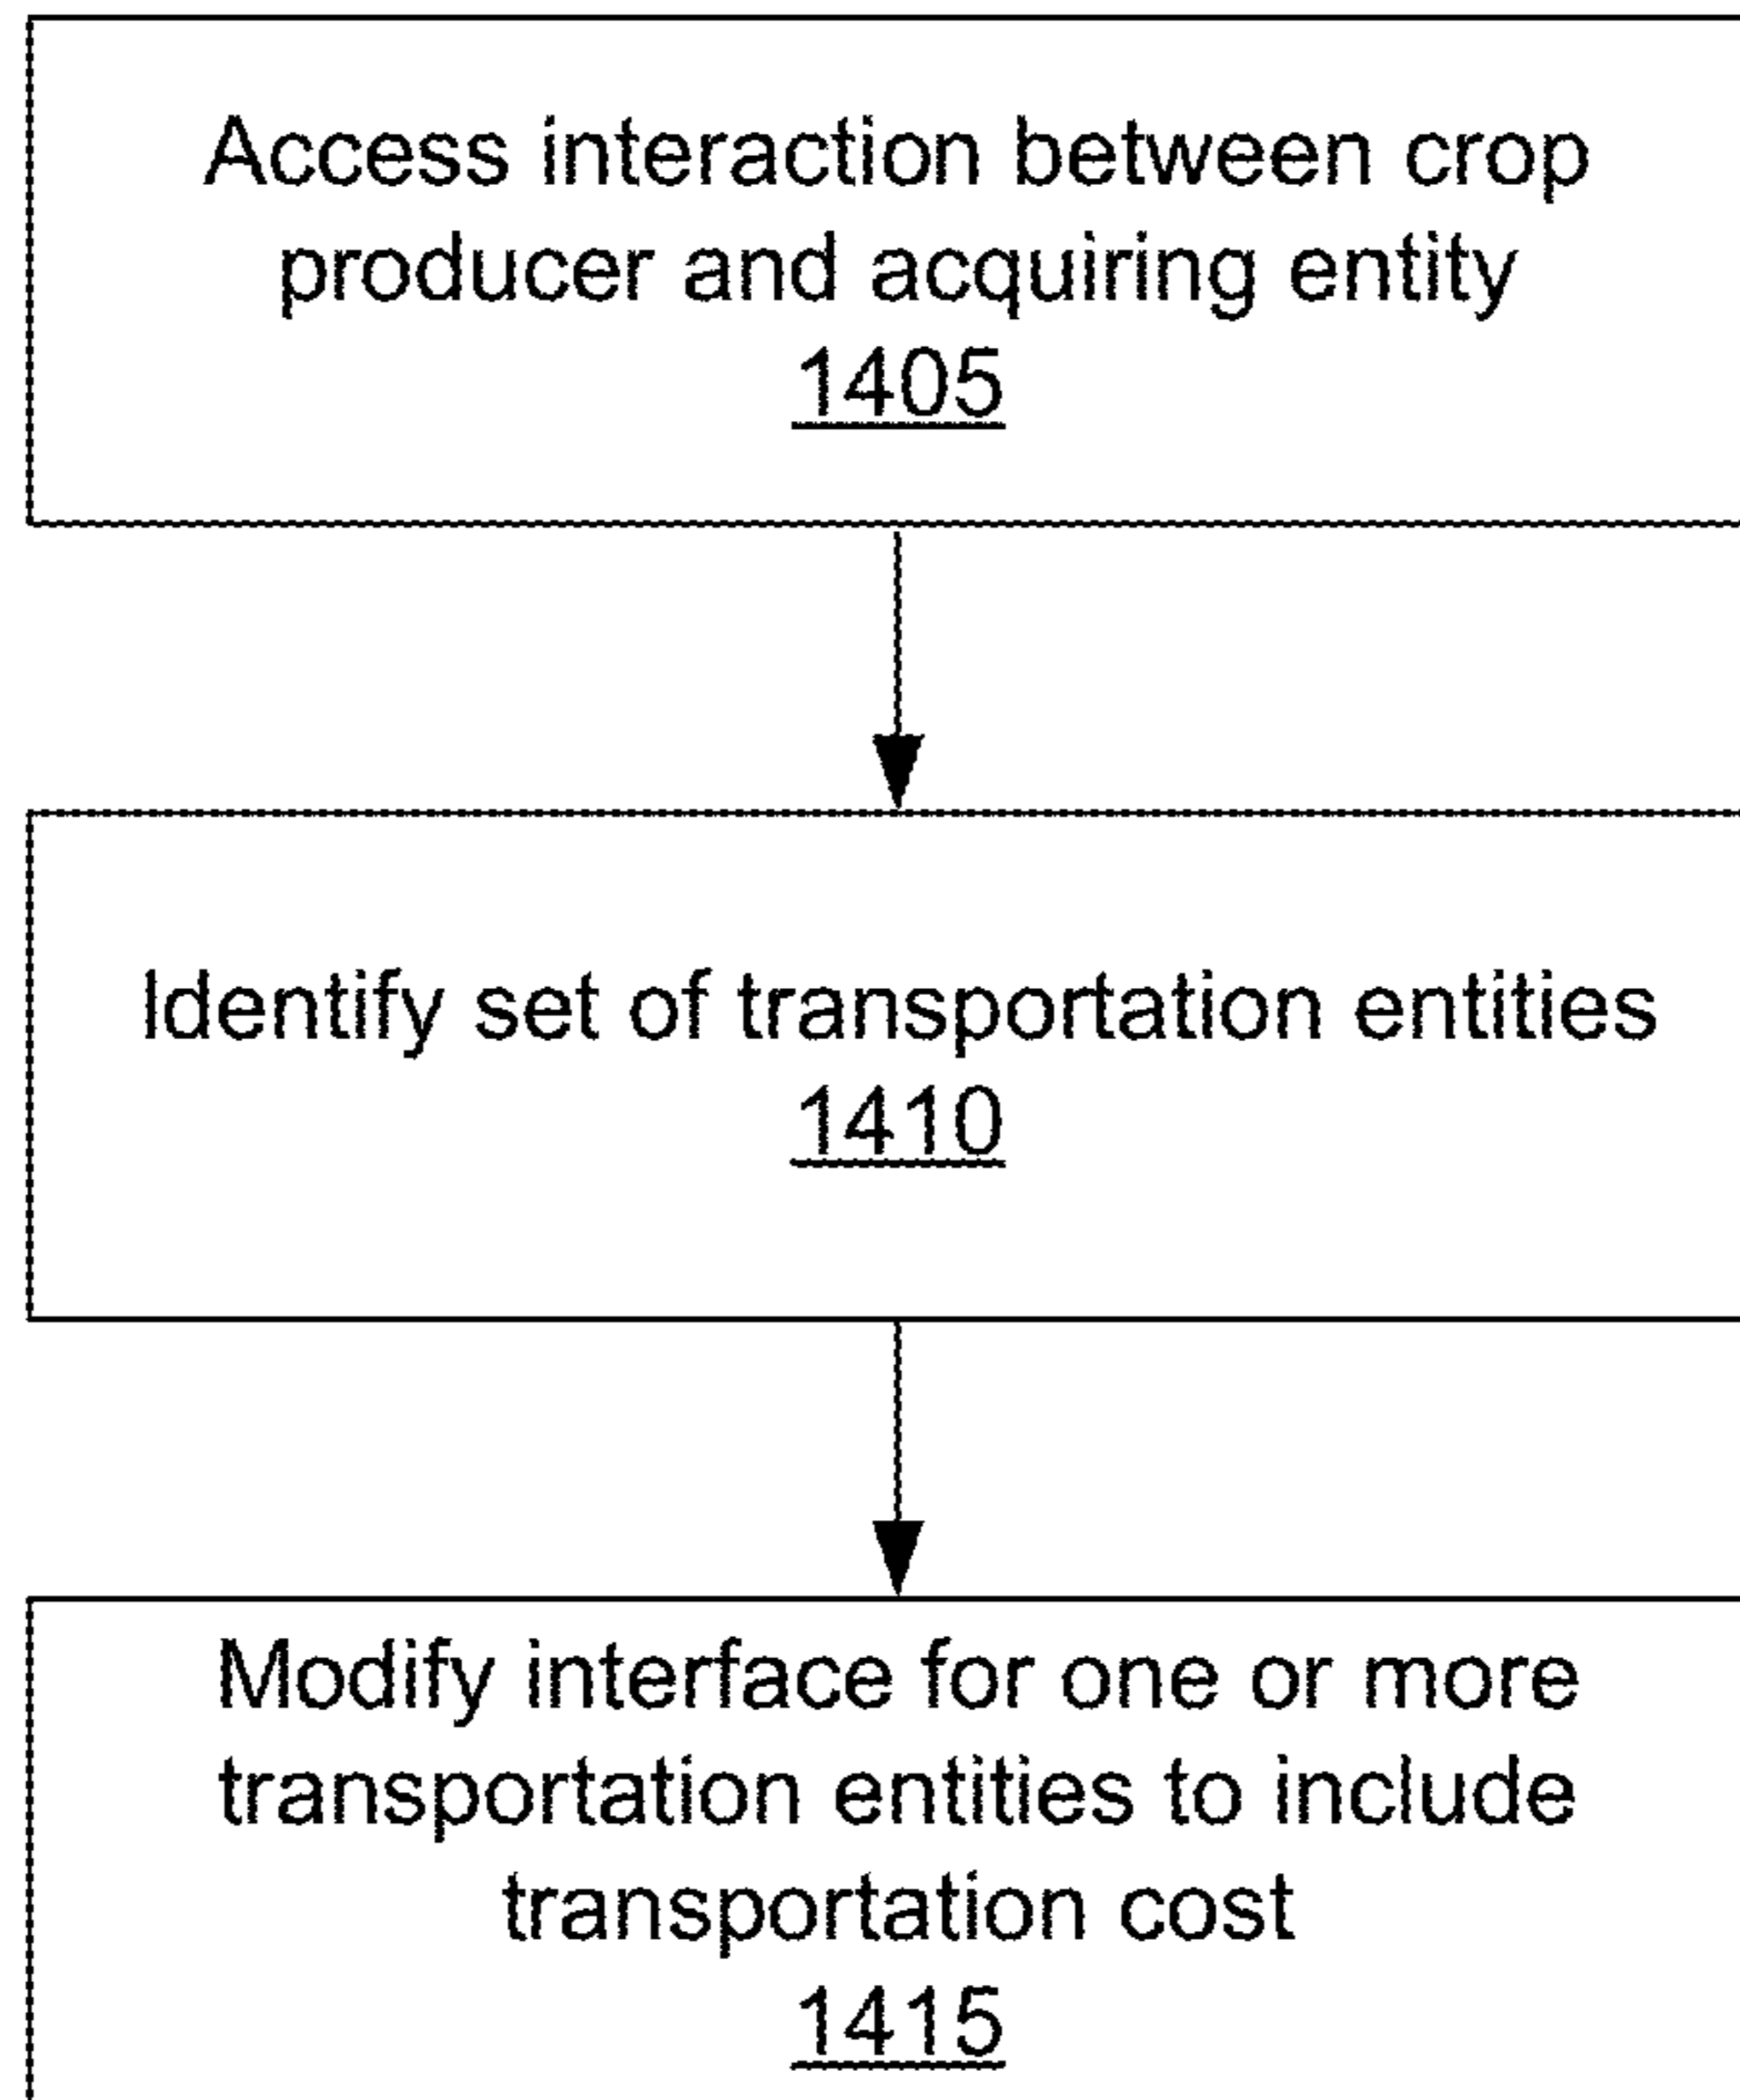 Access interaction between crop
producer and acquiring entity
1405
Identify set of transportation entities
1410
Modify interface for one or more
transportation entities to include
transportation cost
1415